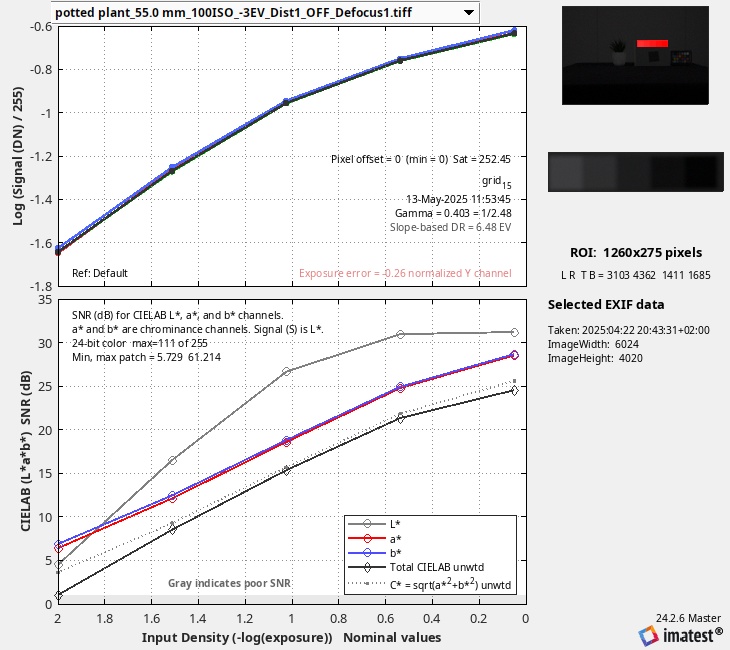 potted plant_55.0 mm_100ISO_-3EV_Dist1_OFF_Defocus1.tiff
-0.6
-0.8
-1
-1.2
-1.4
-1.6
-1.8
Log (Signal (DN) / 255)
Pixel offset = 0 (min = 0) Sat = 252.45
grid15
13-May-2025 11:53:45
Gamma = 0.403 = 1/2.48
Slope-based DR = 6.48 EV
Ref: Default
Exposure error = -0.26 normalized Y channel
ROI: 1260x275 pixels
L R T B = 3103 4362 1411 1685
Selected EXIF data
Taken: 2025:04:22 20:43:31+02:00
ImageWidth: 6024
ImageHeight: 4020
35
30
25
20
15
10
5
0
CIELAB (L*a*b*) SNR (dB)
SNR (dB) for CIELAB L*, a*, and b* channels.
a* and b* are chrominance channels. Signal (S) is L*.
24-bit color max=111 of 255
Min, max patch = 5.729 61.214
L*
a*
b*
Total CIELAB unwtd
C* = sqrt(a*2+b*2) unwtd
Gray indicates poor SNR
2 1.8 1.6 1.4 1.2 1 0.8 0.6 0.4 0.2 0
Input Density (-log(exposure)) Nominal values
24.2.6 Master
imatest®